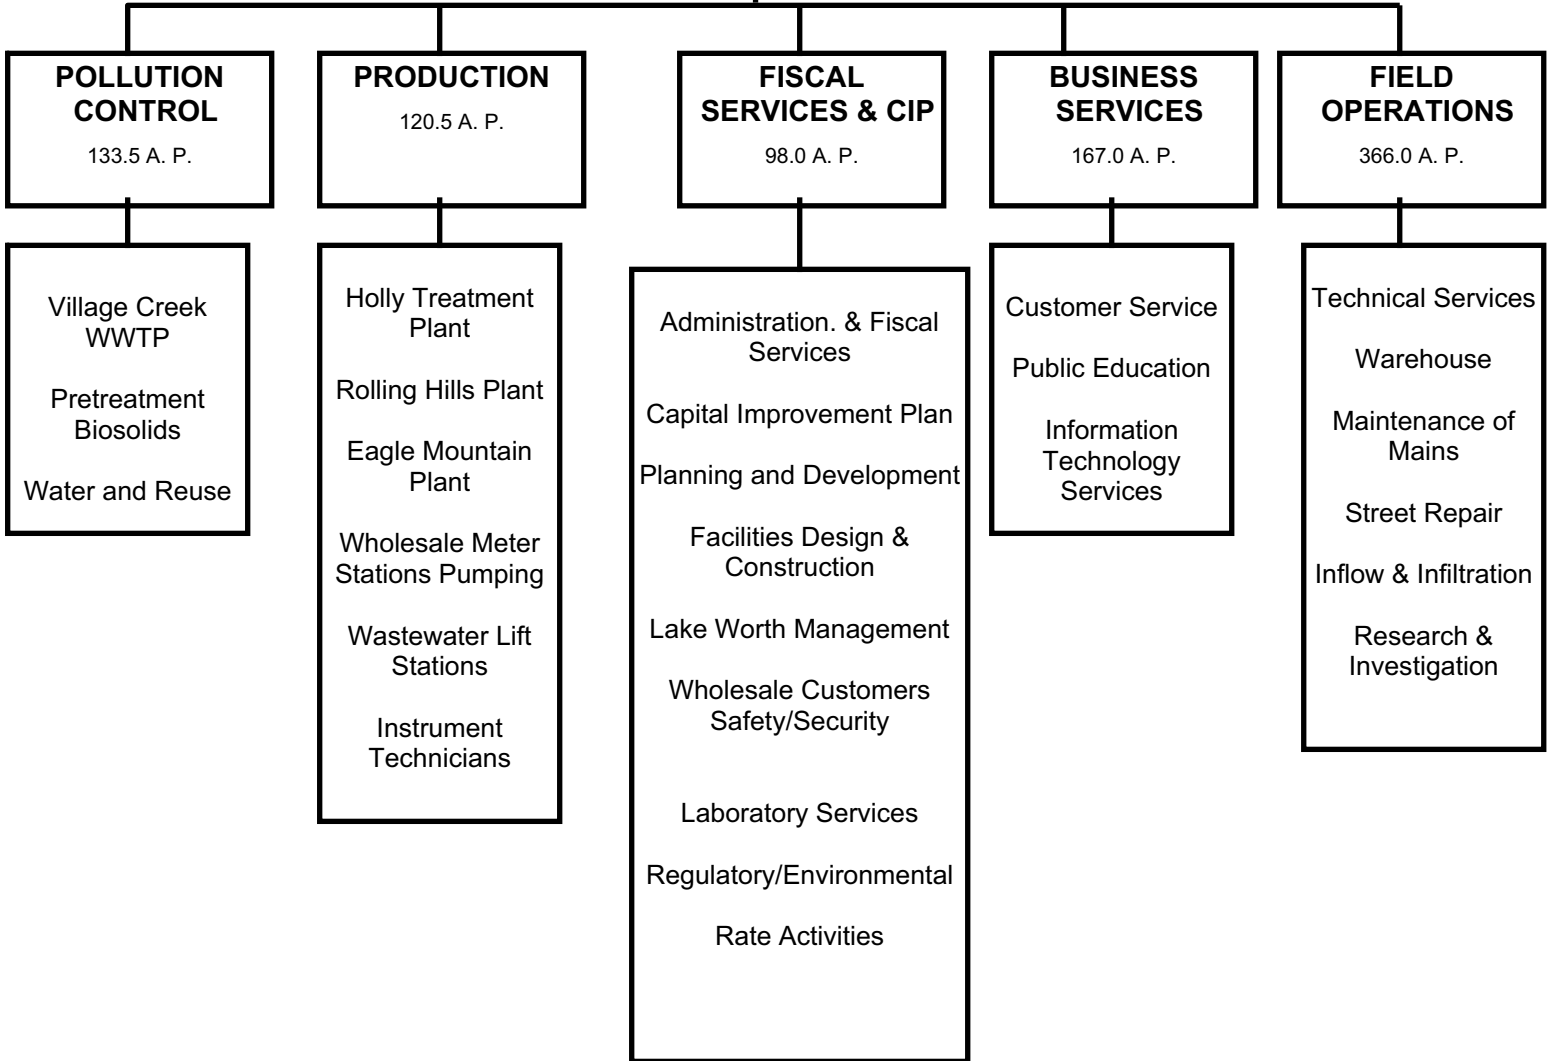 POLLUTION
CONTROL
133.5 A. P.
PRODUCTION
120.5 A. P.
FISCAL
SERVICES & CIP
98.0 A. P.
BUSINESS
SERVICES
167.0 A. P.
FIELD
OPERATIONS
366.0 A. P.
Village Creek
WWTP
Pretreatment
Biosolids
Water and Reuse
Holly Treatment
Plant
Rolling Hills Plant
Eagle Mountain
Plant
Wholesale Meter
Stations Pumping
Wastewater Lift
Stations
Instrument
Technicians
Administration. & Fiscal
Services
Capital Improvement Plan
Planning and Development
Facilities Design &
Construction
Lake Worth Management
Wholesale Customers
Safety/Security
Laboratory Services
Regulatory/Environmental
Rate Activities
Customer Service
Public Education
Information
Technology
Services
Technical Services
Warehouse
Maintenance of
Mains
Street Repair
Inflow & Infiltration
Research &
Investigation